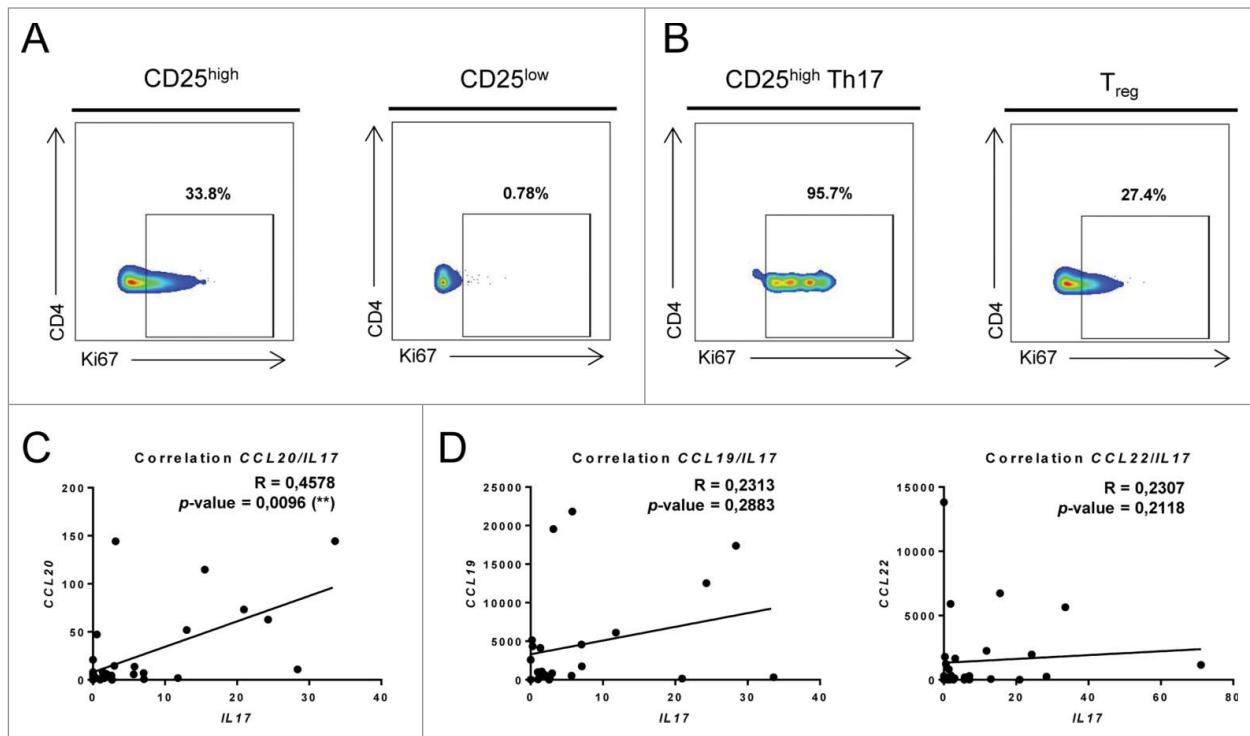 A
CD25high
CD25low
33.8%
0.78%
CD4
CD4
Ki67
Ki67
B
CD25high Th17
Treg
95.7%
27.4%
CD4
CD4
Ki67
Ki67
C
Correlation CCL20/IL17
R = 0,4578
p-value = 0,0096 (**)
200
150
100
50
0
CCL20
0 10 20 30 40
IL17
D
Correlation CCL19/IL17
R = 0,2313
p-value = 0,2883
25000
20000
15000
10000
5000
0
CCL19
0 10 20 30 40
IL17
Correlation CCL22/IL17
R = 0,2307
p-value = 0,2118
15000
10000
5000
0
CCL22
0 20 40 60 80
IL17